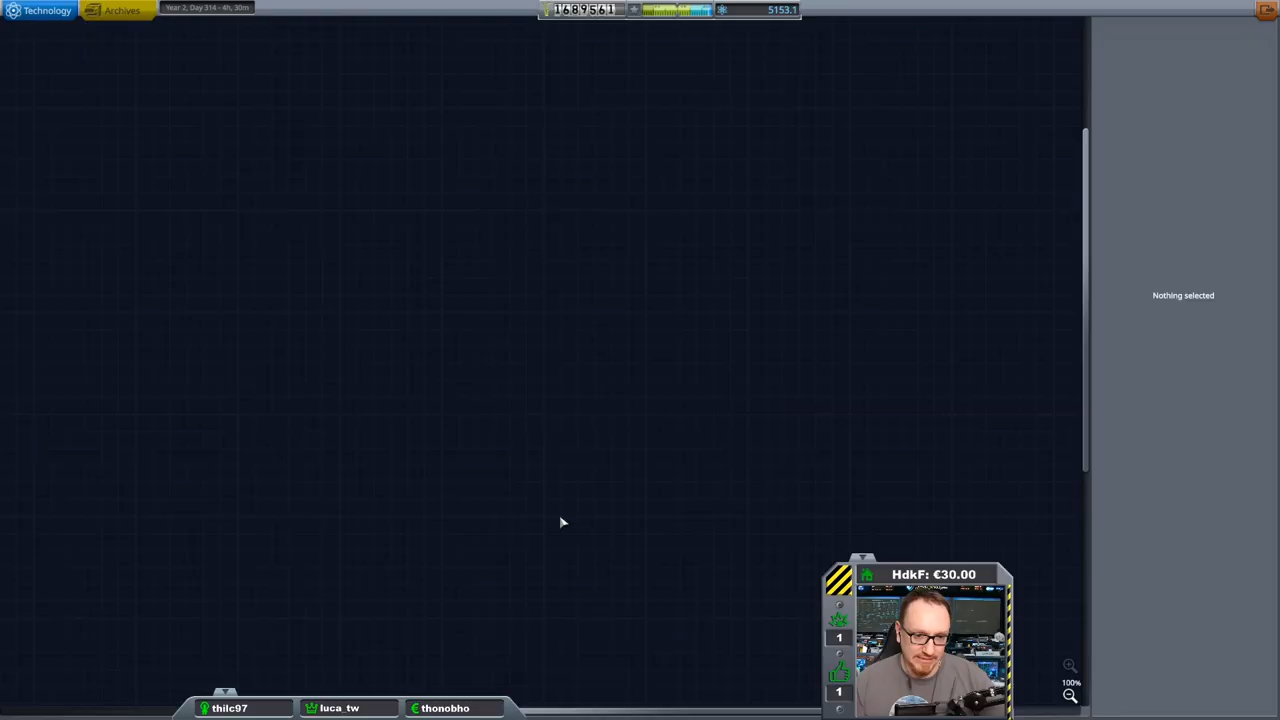 Technology
Archives
Year 2, Day 314 - 4h, 30m
1689561
5153.1
Nothing selected
HdkF: €30.00
1
1
100%
thilc97
luca_tw
thonobho